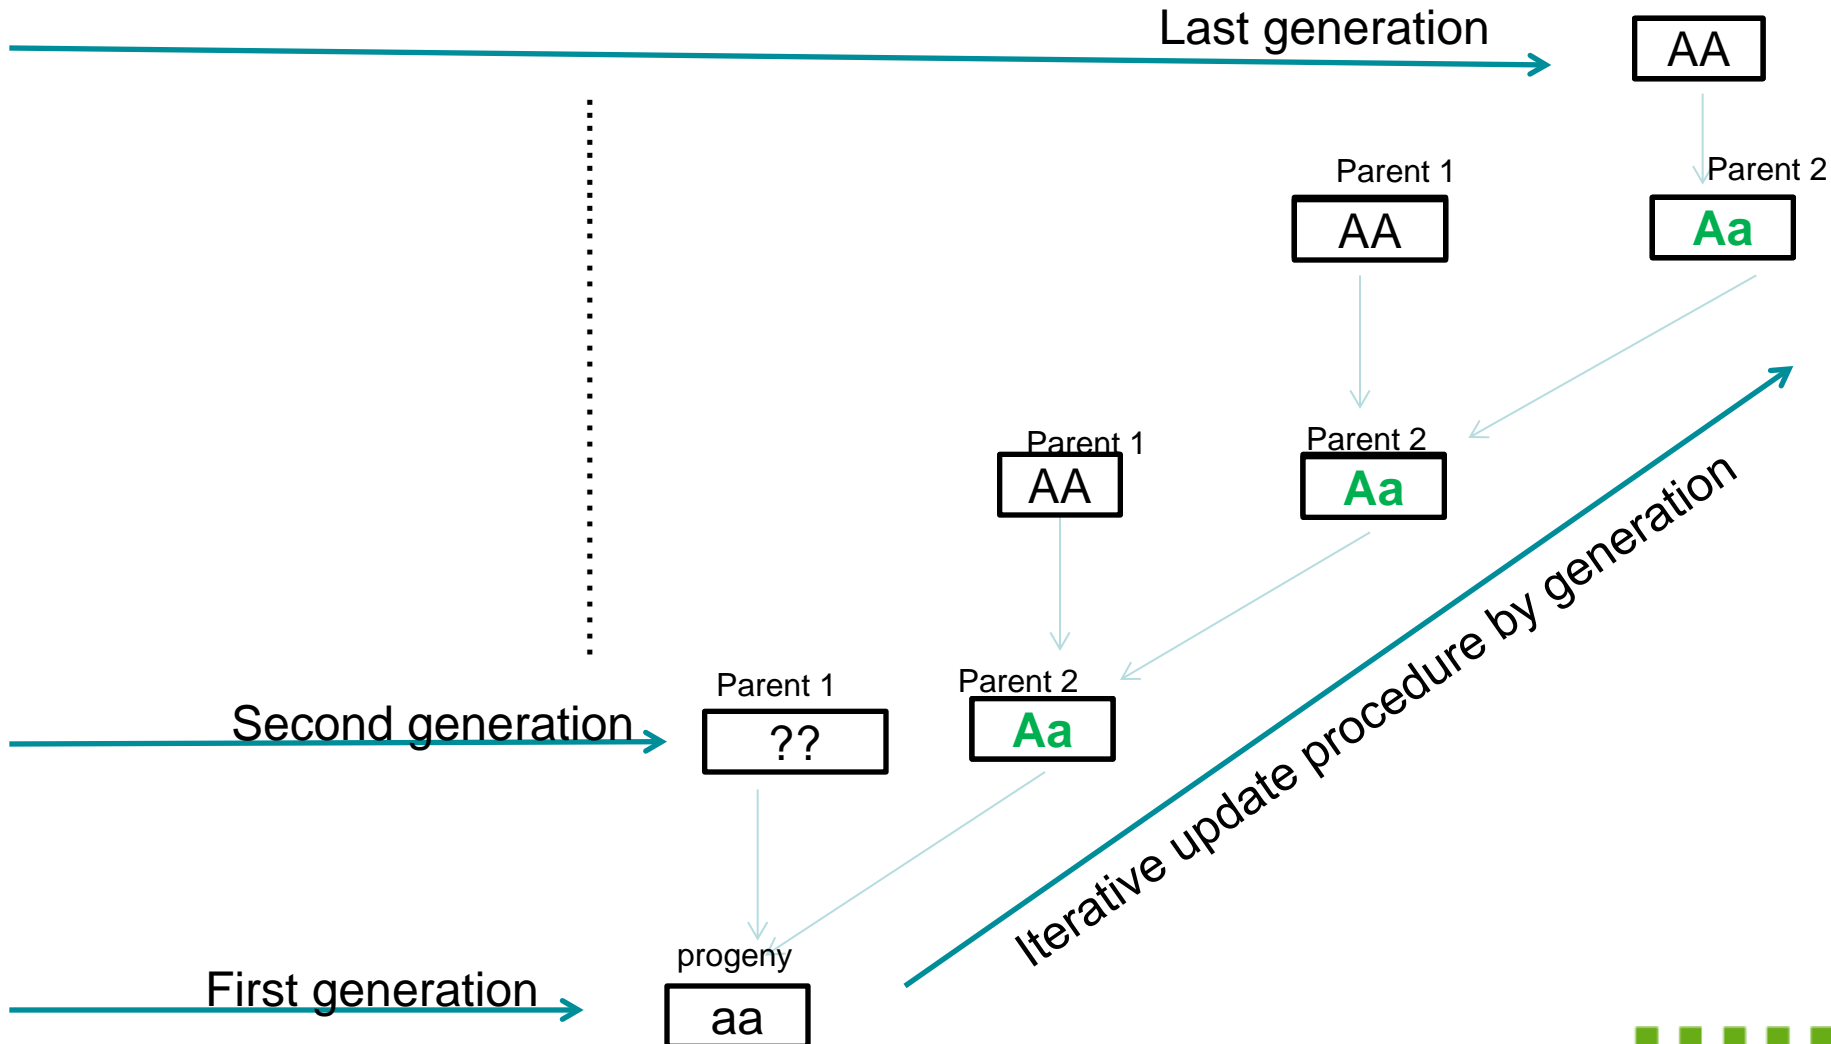 Last generation
AA
Parent 1
Parent 2
AA
Aa
Parent 1
Parent 2
AA
Aa
Parent 1
Parent 2
Second generation
??
Aa
Iterative update procedure by generation
progeny
First generation
aa